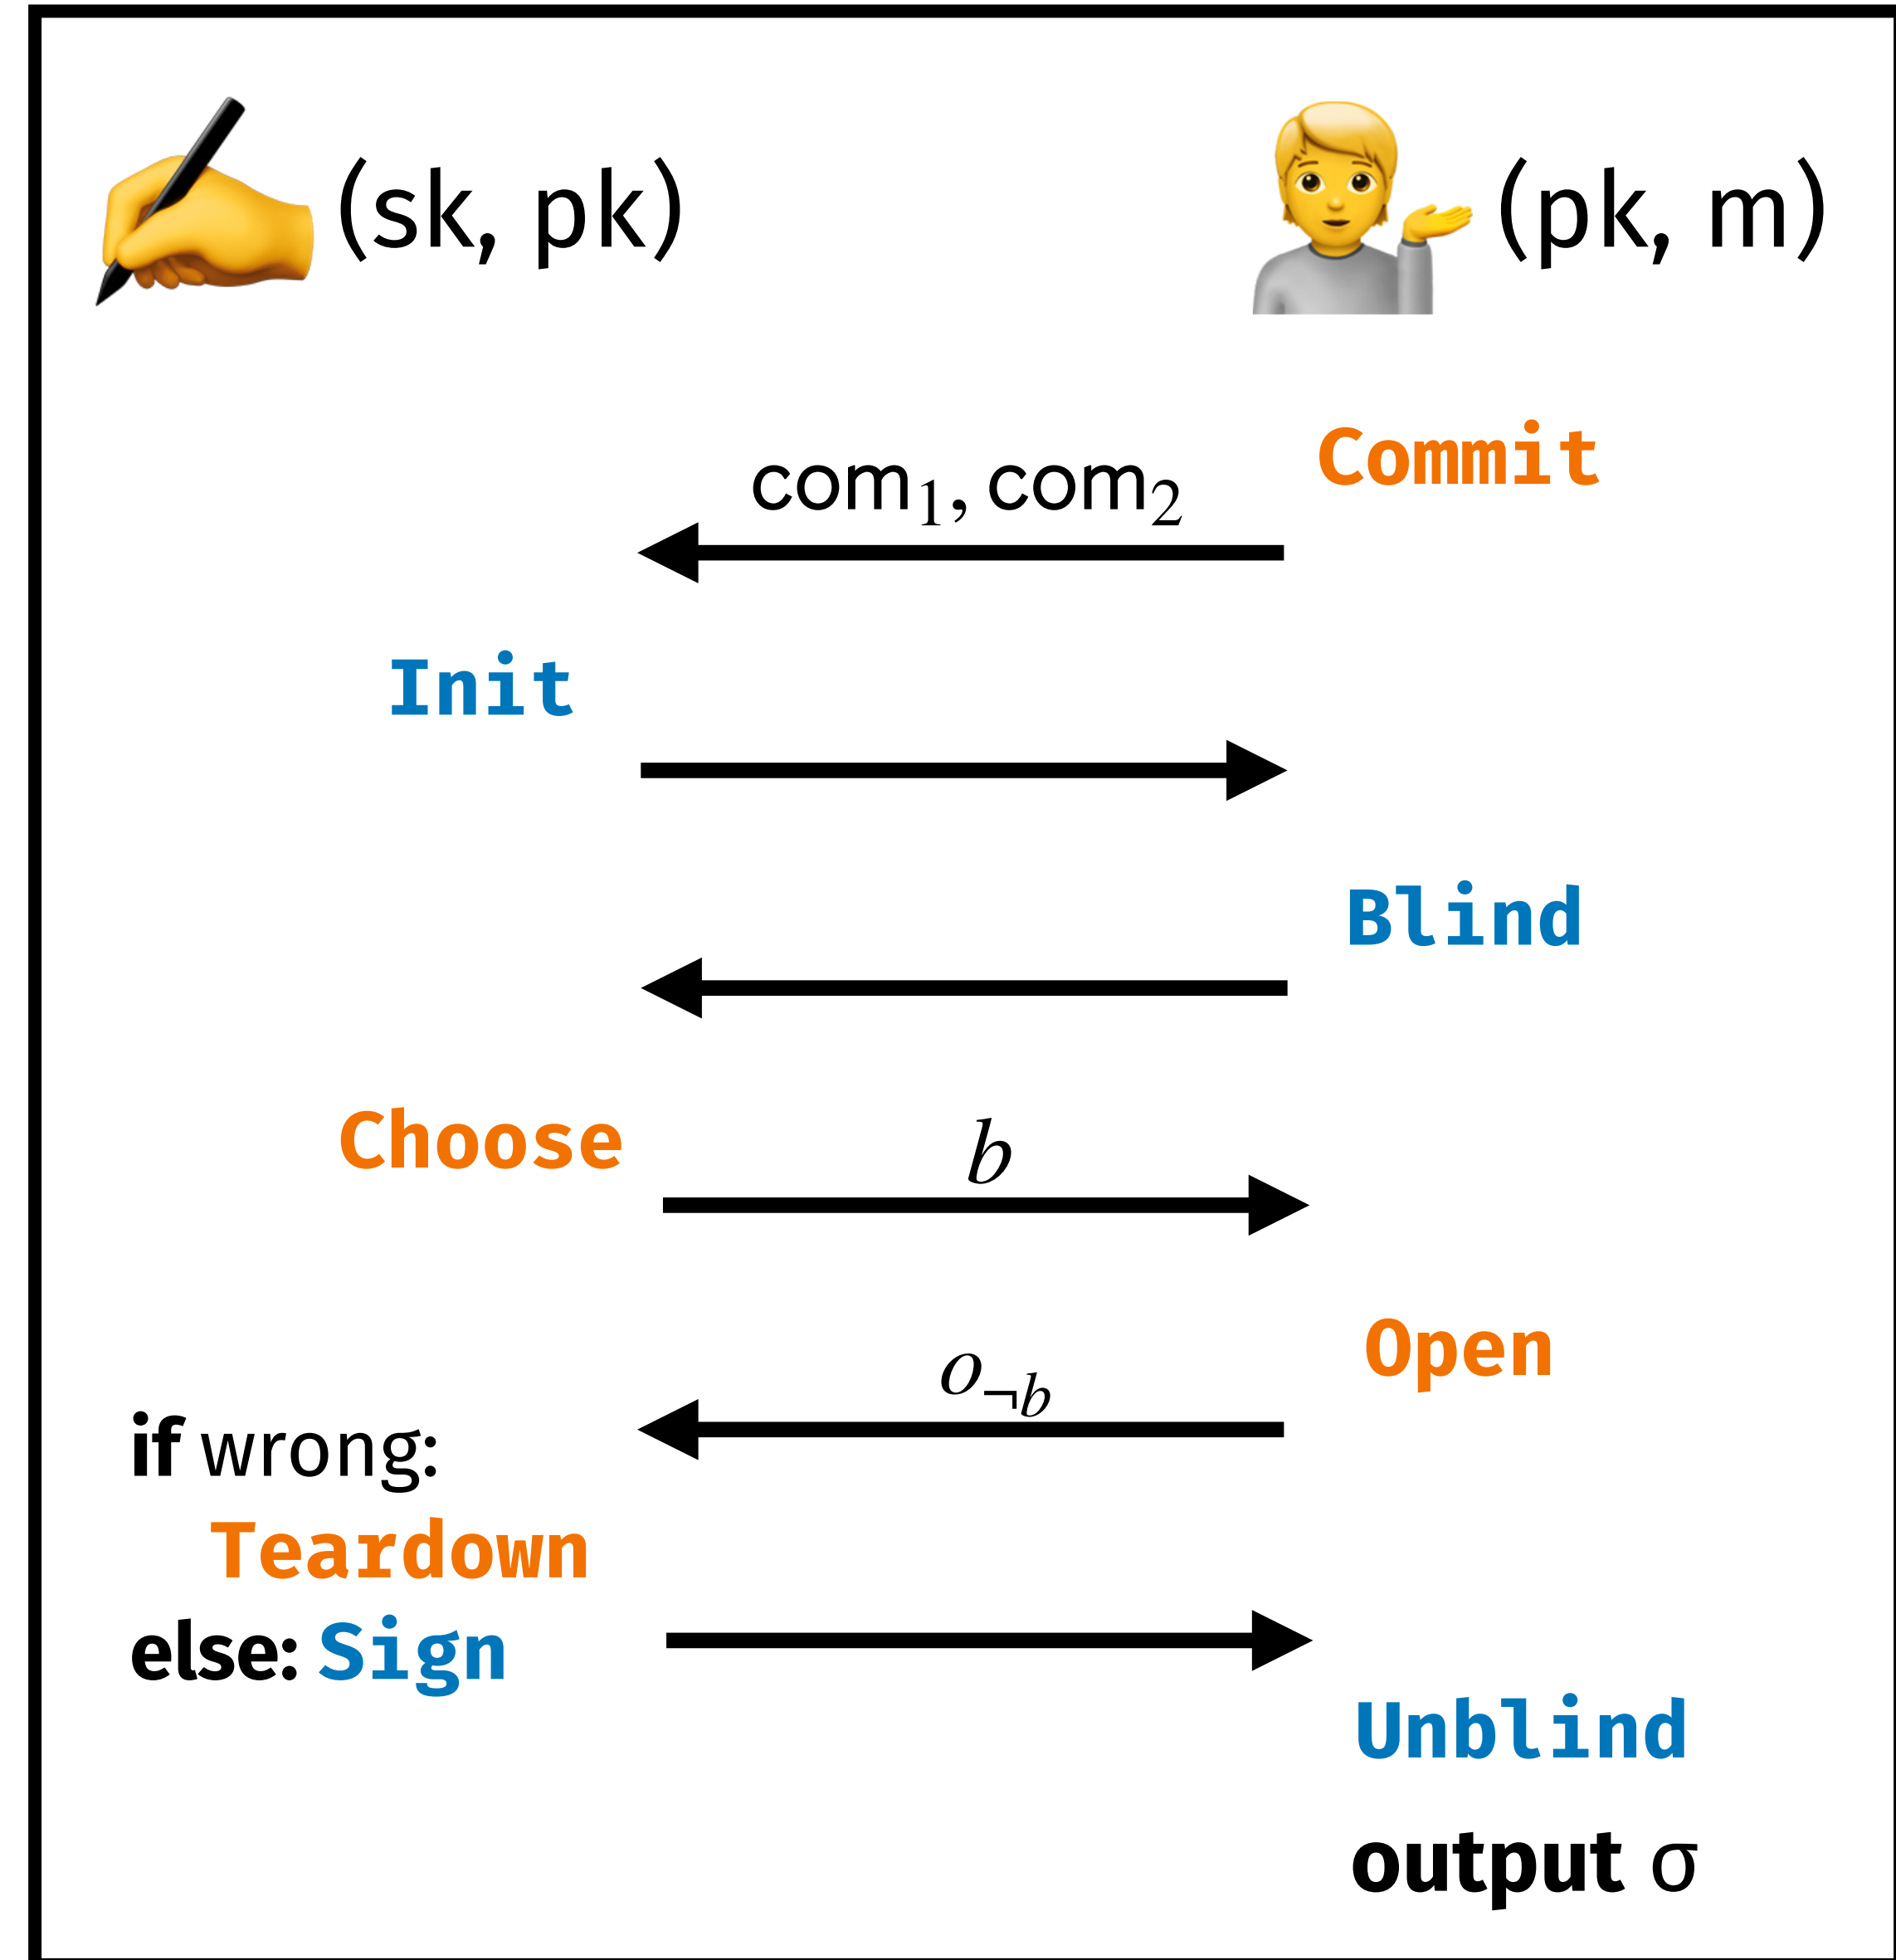 (sk, pk) (pk, m)
Commit
com₁, com₂
Init
Blind
Choose
b
Open
o¬b
if wrong:
Teardown
else: Sign
Unblind
output σ